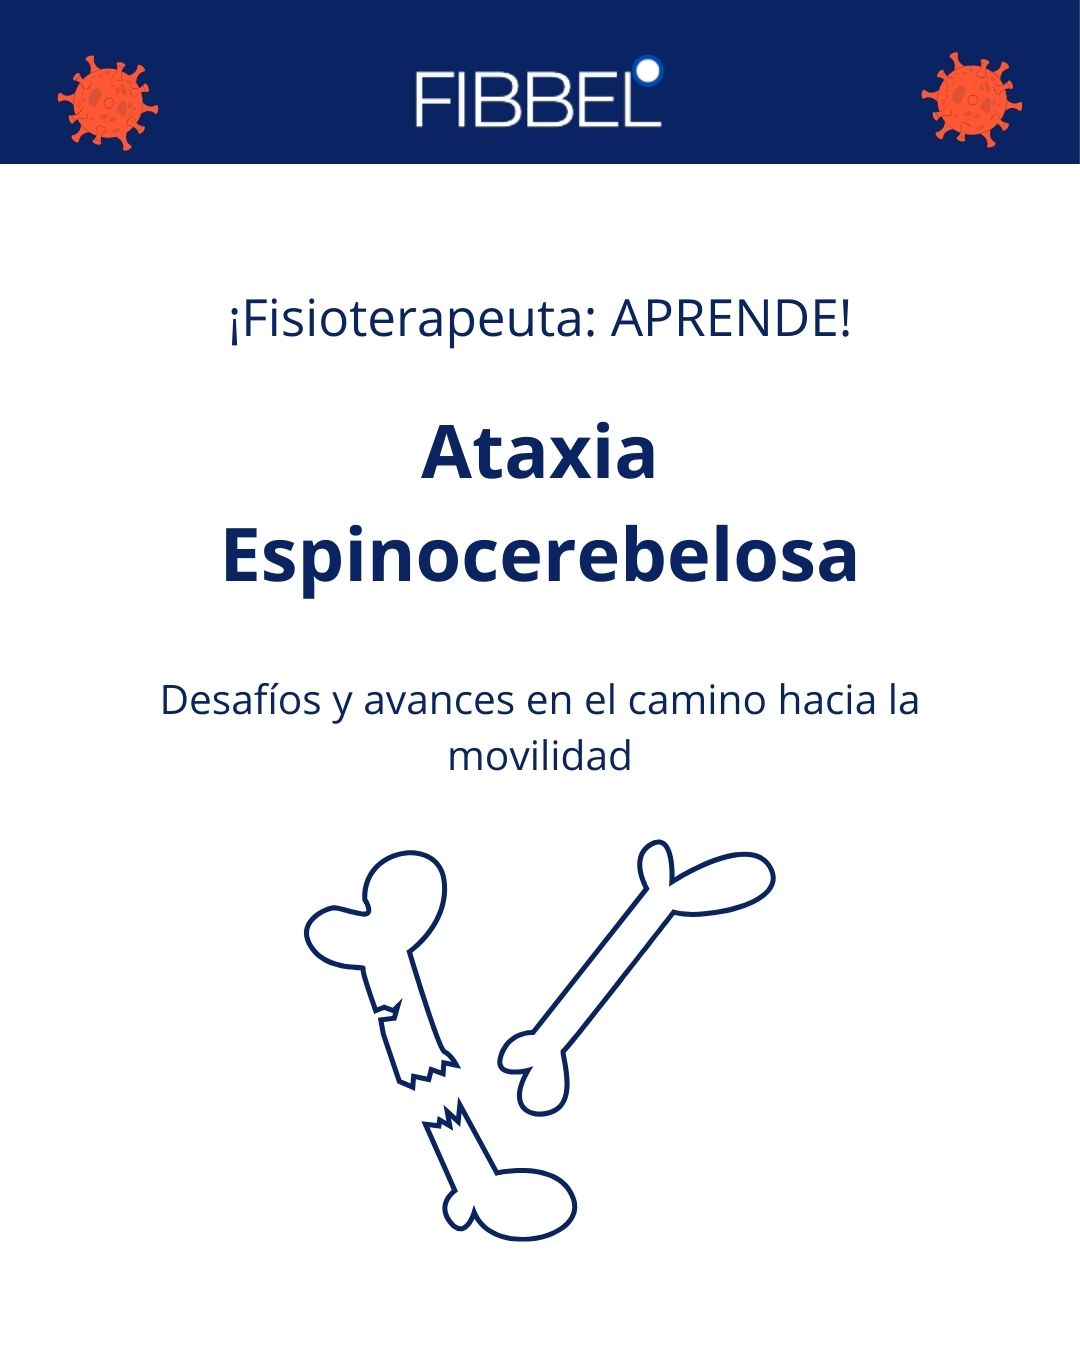 FIBBEL
¡Fisioterapeuta: APRENDE!
Ataxia
Espinocerebelosa
Desafíos y avances en el camino hacia la
movilidad